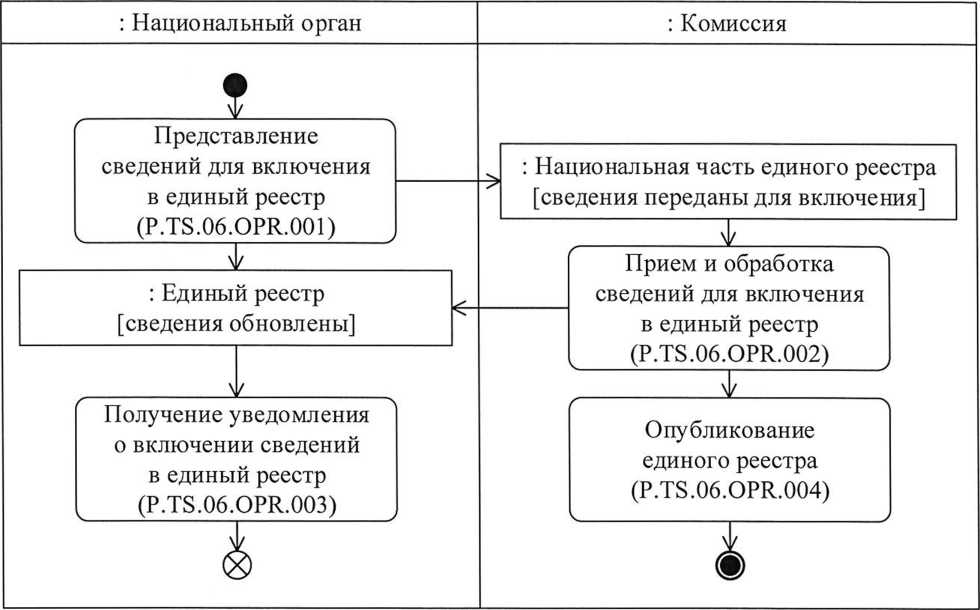 : Национальный орган
: Комиссия
Представление
сведений для включения
в единый реестр
(P.TS.06.OPR.001)
: Национальная часть единого реестра
[сведения переданы для включения]
: Единый реестр
[сведения обновлены]
Прием и обработка
сведений для включения
в единый реестр
(P.TS.06.OPR.002)
Получение уведомления
о включении сведений
в единый реестр
(P.TS.06.OPR.003)
Опубликование
единого реестра
(P.TS.06.OPR.004)